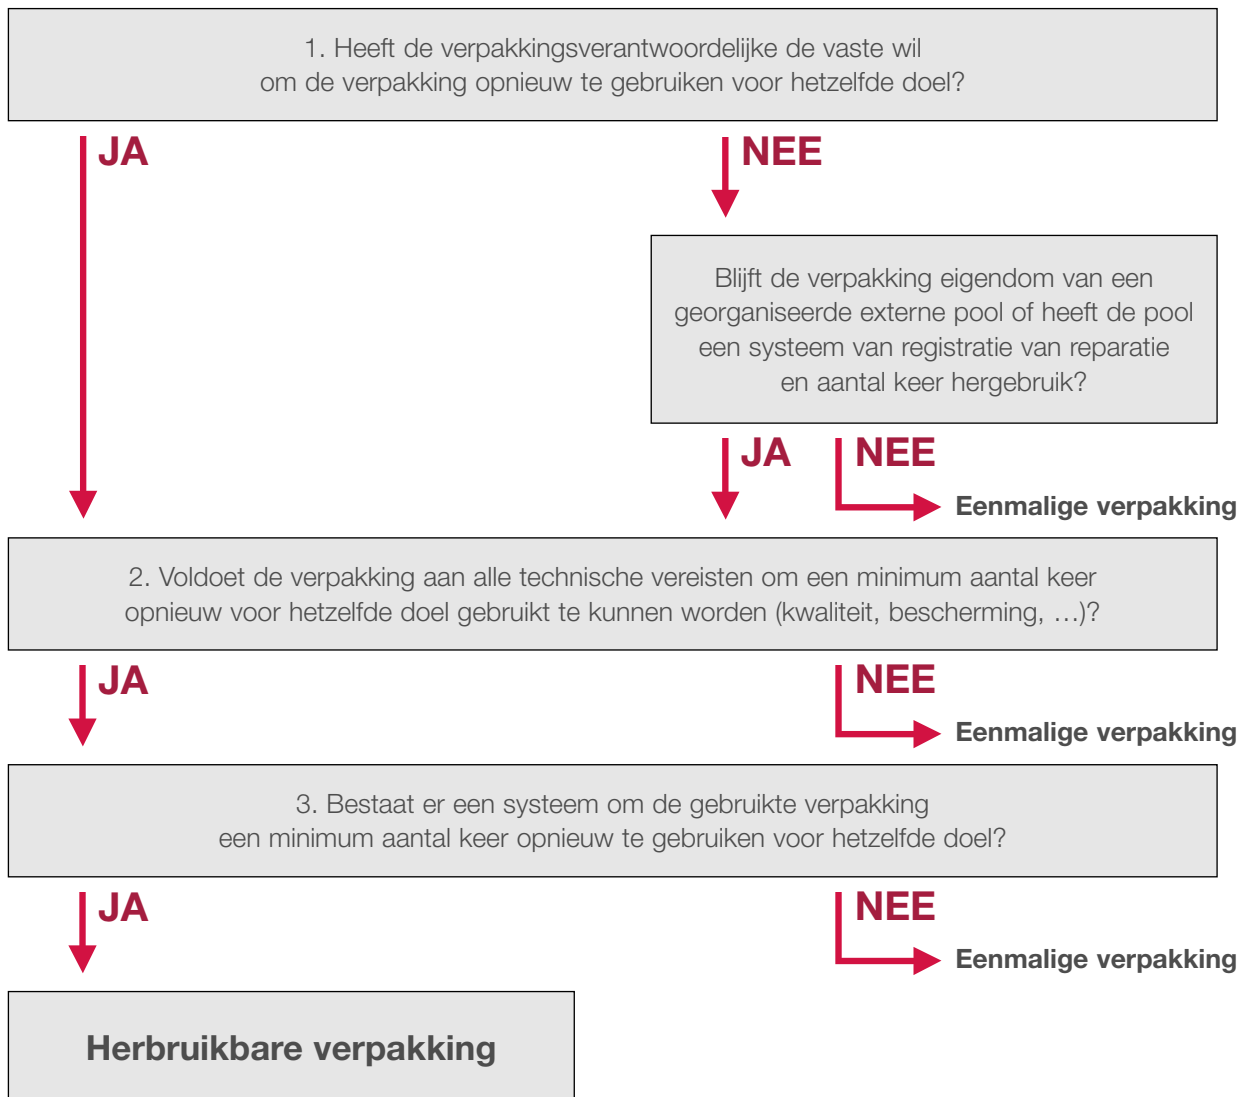 1. Heeft de verpakkingsverantwoordelijke de vaste wil
om de verpakking opnieuw te gebruiken voor hetzelfde doel?
JA
NEE
Blijft de verpakking eigendom van een
georganiseerde externe pool of heeft de pool
een systeem van registratie van reparatie
en aantal keer hergebruik?
JA
NEE
Eenmalige verpakking
2. Voldoet de verpakking aan alle technische vereisten om een minimum aantal keer
opnieuw voor hetzelfde doel gebruikt te kunnen worden (kwaliteit, bescherming, …)?
JA
NEE
Eenmalige verpakking
3. Bestaat er een systeem om de gebruikte verpakking
een minimum aantal keer opnieuw te gebruiken voor hetzelfde doel?
JA
NEE
Eenmalige verpakking
Herbruikbare verpakking